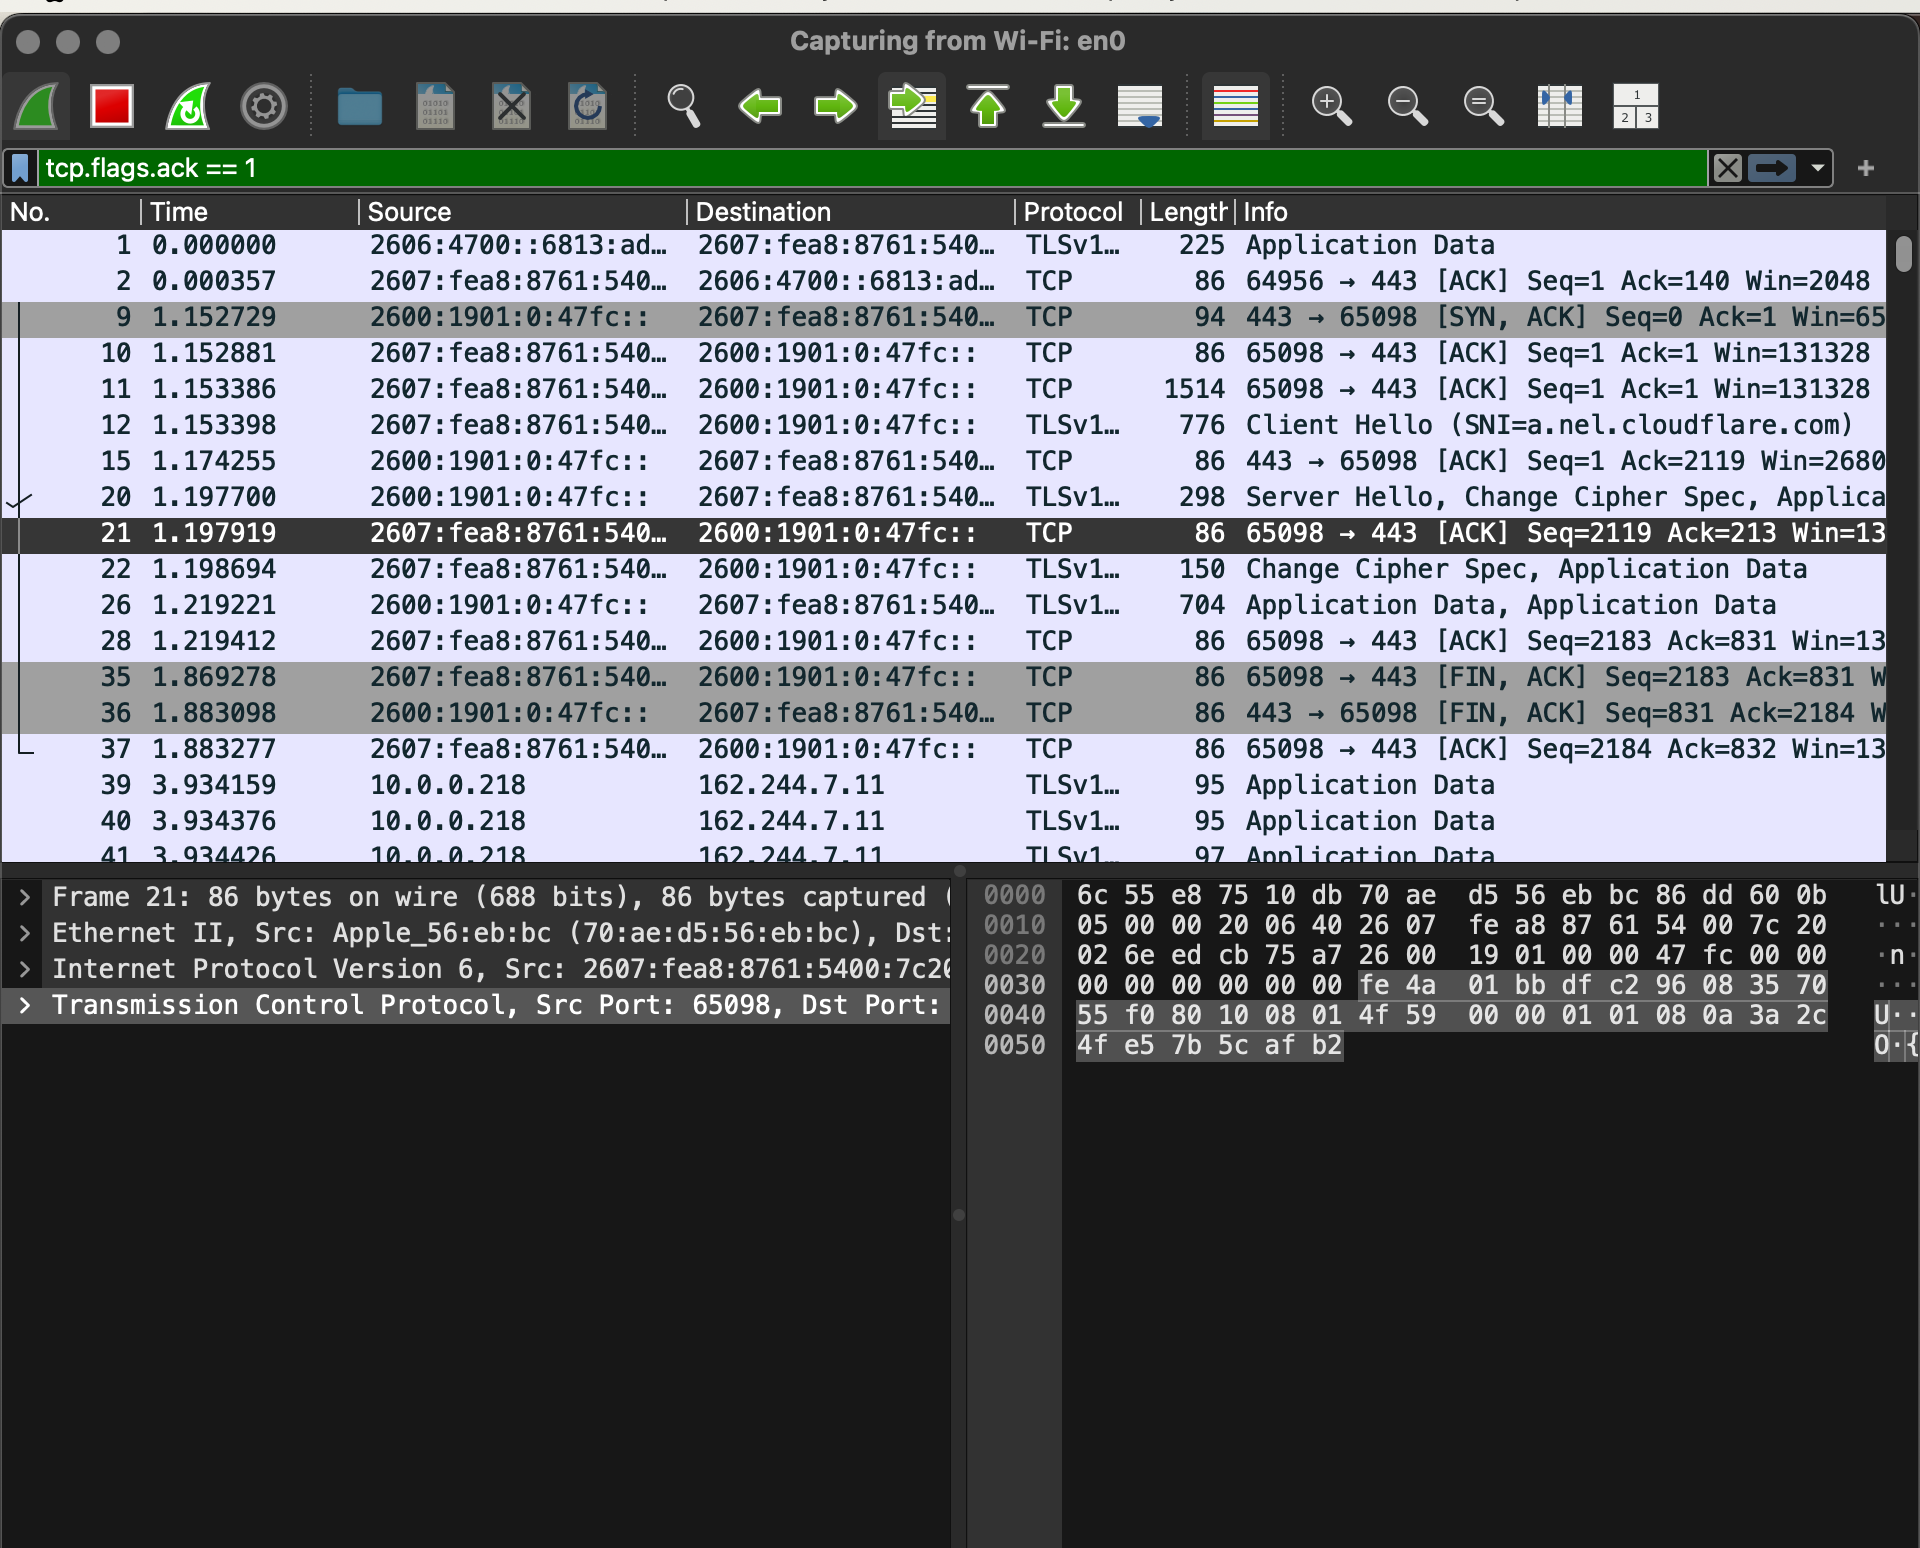 Capturing from Wi-Fi: en0
1
2 3
tcp.flags.ack == 1
No. Time Source Destination Protocol Length Info
1 0.000000 2606:4700::6813:ad… 2607:fea8:8761:540… TLSv1… 225 Application Data
2 0.000357 2607:fea8:8761:540… 2606:4700::6813:ad… TCP 86 64956 → 443 [ACK] Seq=1 Ack=140 Win=2048
9 1.152729 2600:1901:0:47fc:: 2607:fea8:8761:540… TCP 94 443 → 65098 [SYN, ACK] Seq=0 Ack=1 Win=65
10 1.152881 2607:fea8:8761:540… 2600:1901:0:47fc:: TCP 86 65098 → 443 [ACK] Seq=1 Ack=1 Win=131328
11 1.153386 2607:fea8:8761:540… 2600:1901:0:47fc:: TCP 1514 65098 → 443 [ACK] Seq=1 Ack=1 Win=131328
12 1.153398 2607:fea8:8761:540… 2600:1901:0:47fc:: TLSv1… 776 Client Hello (SNI=a.nel.cloudflare.com)
15 1.174255 2600:1901:0:47fc:: 2607:fea8:8761:540… TCP 86 443 → 65098 [ACK] Seq=1 Ack=2119 Win=2680
20 1.197700 2600:1901:0:47fc:: 2607:fea8:8761:540… TLSv1… 298 Server Hello, Change Cipher Spec, Applica
21 1.197919 2607:fea8:8761:540… 2600:1901:0:47fc:: TCP 86 65098 → 443 [ACK] Seq=2119 Ack=213 Win=13
22 1.198694 2607:fea8:8761:540… 2600:1901:0:47fc:: TLSv1… 150 Change Cipher Spec, Application Data
26 1.219221 2600:1901:0:47fc:: 2607:fea8:8761:540… TLSv1… 704 Application Data, Application Data
28 1.219412 2607:fea8:8761:540… 2600:1901:0:47fc:: TCP 86 65098 → 443 [ACK] Seq=2183 Ack=831 Win=13
35 1.869278 2607:fea8:8761:540… 2600:1901:0:47fc:: TCP 86 65098 → 443 [FIN, ACK] Seq=2183 Ack=831 W
36 1.883098 2600:1901:0:47fc:: 2607:fea8:8761:540… TCP 86 443 → 65098 [FIN, ACK] Seq=831 Ack=2184 W
37 1.883277 2607:fea8:8761:540… 2600:1901:0:47fc:: TCP 86 65098 → 443 [ACK] Seq=2184 Ack=832 Win=13
39 3.934159 10.0.0.218 162.244.7.11 TLSv1… 95 Application Data
40 3.934376 10.0.0.218 162.244.7.11 TLSv1… 95 Application Data
41 3.934426 10.0.0.218 162.244.7.11 TLSv1… 97 Application Data
Frame 21: 86 bytes on wire (688 bits), 86 bytes captured (
Ethernet II, Src: Apple_56:eb:bc (70:ae:d5:56:eb:bc), Dst:
Internet Protocol Version 6, Src: 2607:fea8:8761:5400:7c20
Transmission Control Protocol, Src Port: 65098, Dst Port:
0000 6c 55 e8 75 10 db 70 ae d5 56 eb bc 86 dd 60 0b lU·
0010 05 00 00 20 06 40 26 07 fe a8 87 61 54 00 7c 20 ···
0020 02 6e ed cb 75 a7 26 00 19 01 00 00 47 fc 00 00 ·n·
0030 00 00 00 00 00 00 fe 4a 01 bb df c2 96 08 35 70 ···
0040 55 f0 80 10 08 01 4f 59 00 00 01 01 08 0a 3a 2c U··
0050 4f e5 7b 5c af b2 O·{